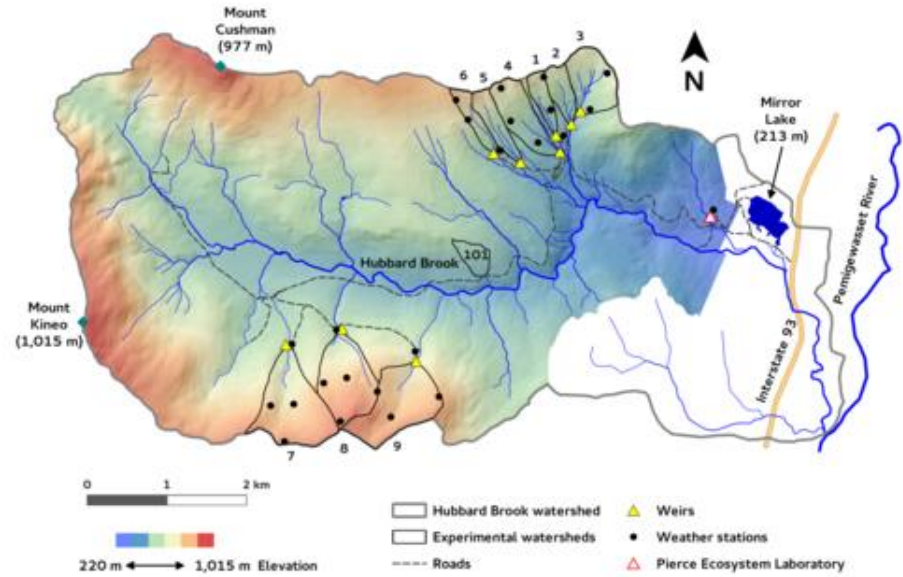 Mount
Cushman
(977 m)
6
5
4
1
2
3
N
Mirror
Lake
(213 m)
Hubbard Brook
101
Mount
Kineo
(1,015 m)
Interstate 93
Pemigewasset River
7
8
9
0 1 2 km
220 m 1,015 m Elevation
Hubbard Brook watershed
Experimental watersheds
Roads
Weirs
Weather stations
Pierce Ecosystem Laboratory